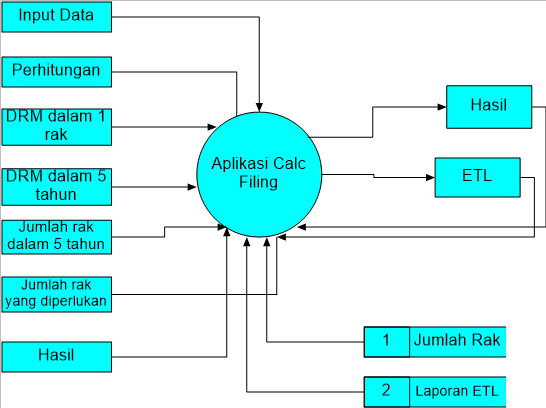 Input Data
Perhitungan
DRM dalam 1
rak
DRM dalam 5
tahun
Jumlah rak
dalam 5 tahun
Jumlah rak
yang diperlukan
Hasil
Aplikasi Calc
Filing
Hasil
ETL
1 Jumlah Rak
2 Laporan ETL